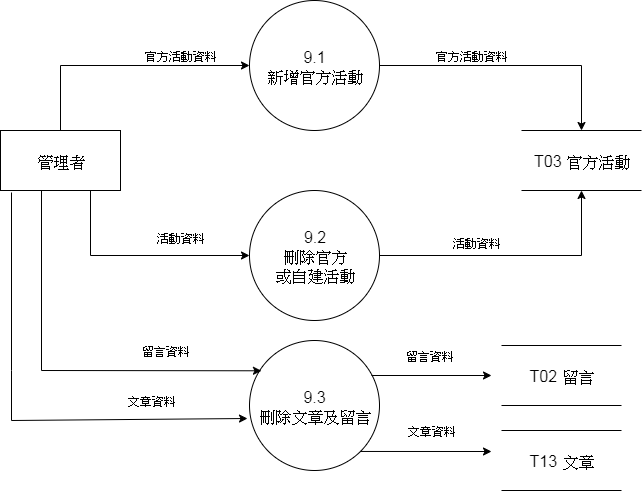 官方活動資料
9.1
新增官方活動
官方活動資料
管理者
T03 官方活動
活動資料
9.2
刪除官方
或自建活動
活動資料
留言資料
留言資料
T02 留言
文章資料
9.3
刪除文章及留言
文章資料
T13 文章